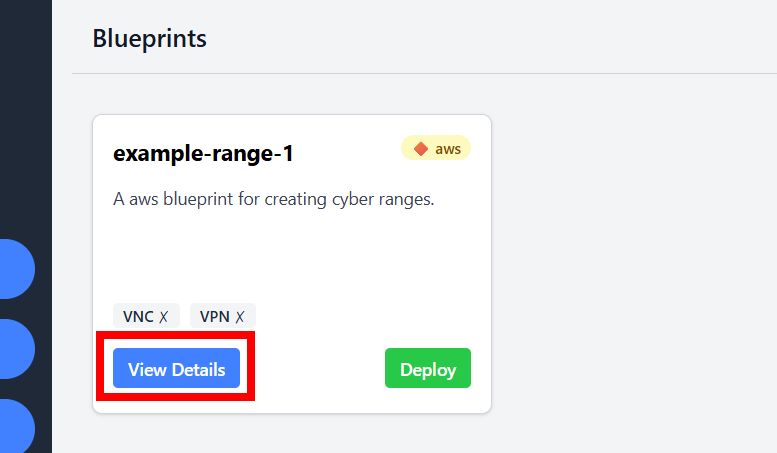 Blueprints
example-range-1
aws
A aws blueprint for creating cyber ranges.
VNC ✗ VPN ✗
View Details
Deploy